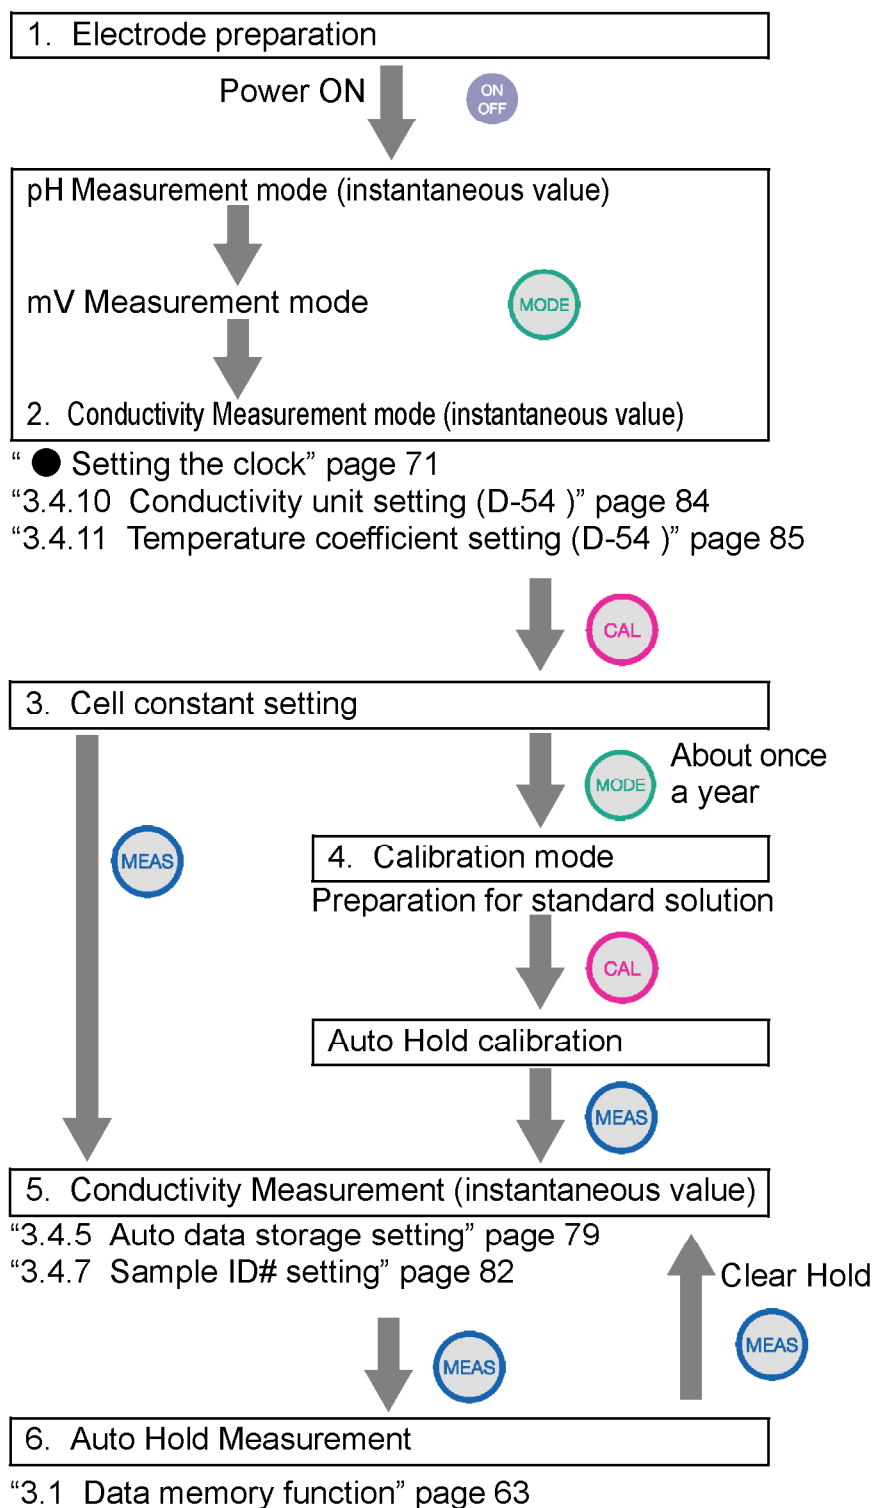 1. Electrode preparation
Power ON
ON
OFF
pH Measurement mode (instantaneous value)
mV Measurement mode
MODE
2. Conductivity Measurement mode (instantaneous value)
“ ● Setting the clock” page 71
“3.4.10 Conductivity unit setting (D-54 )” page 84
“3.4.11 Temperature coefficient setting (D-54 )” page 85
CAL
3. Cell constant setting
About once
a year
MODE
MEAS
4. Calibration mode
Preparation for standard solution
CAL
Auto Hold calibration
MEAS
5. Conductivity Measurement (instantaneous value)
“3.4.5 Auto data storage setting” page 79
“3.4.7 Sample ID# setting” page 82
Clear Hold
MEAS
MEAS
6. Auto Hold Measurement
“3.1 Data memory function” page 63